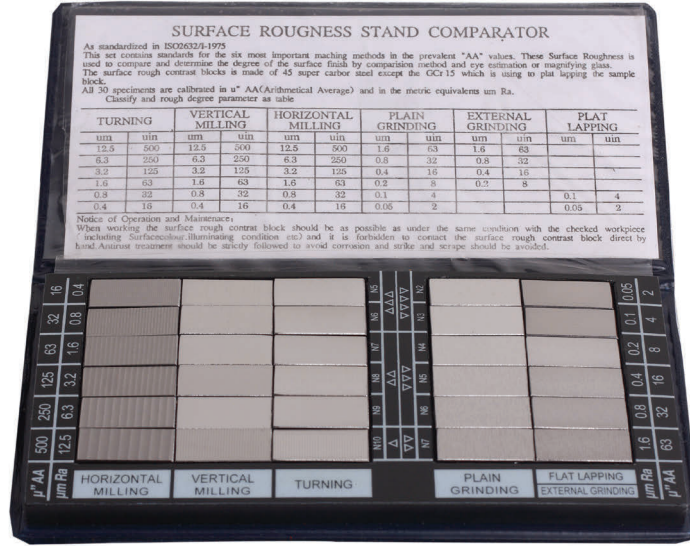 SURFACE ROUGHNESS STAND COMPARATOR
As standardized in ISO2632/I-1975
This set contains standards for the six most important maching methods in the prevalent "AA" values. These Surface Roughness is
used to compare and determine the degree of the surface finish by comparision method and eye estimation or magnifying glass.
The surface rough contrast blocks is made of 45 super carbor steel except the GCr15 which is using to plat lapping the sample
block.
All 30 speciments are calibrated in u" AA(Arithmetical Average) and in the metric equivalents um Ra.
Classify and rough degree parameter as table
TURNING VERTICAL MILLING HORIZONTAL MILLING PLAIN GRINDING EXTERNAL GRINDING PLAT LAPPING
um uin um uin um uin um uin um uin um uin
12.5 500 12.5 500 12.5 500 1.6 63 1.6 63
6.3 250 6.3 250 6.3 250 0.8 32 0.8 32
3.2 125 3.2 125 3.2 125 0.4 16 0.4 16
1.6 63 1.6 63 1.6 63 0.2 8 0.2 8
0.8 32 0.8 32 0.8 32 0.1 4 0.1 4
0.4 16 0.4 16 0.4 16 0.05 2 0.05 2
Notice of Operation and Maintenace:
When working the surfsce rough contrat block should be as possible as under the same condition with the checked workpiece
( including Surfacecolour.illuminating condition etc) and it is forbidden to contact the surface rough contrast block direct by
hand.Antirust treatment should be strictly followed to avoid corrosion and strike and scrape should be avoided.
16 0.4 N5 △△△ ▽▽▽▽ N2 0.05 2
32 0.8 N6 N3 0.1 4
63 1.6 N7 N4 0.2 8
125 3.2 N8 △△ ▽▽▽ N5 0.4 16
250 6.3 N9 N6 0.8 32
500 12.5 N10 △ ▽▽ N7 1.6 63
µ" AA µm Ra HORIZONTAL MILLING VERTICAL MILLING TURNING PLAIN GRINDING FLAT LAPPING EXTERNAL GRINDING µm Ra µ" AA